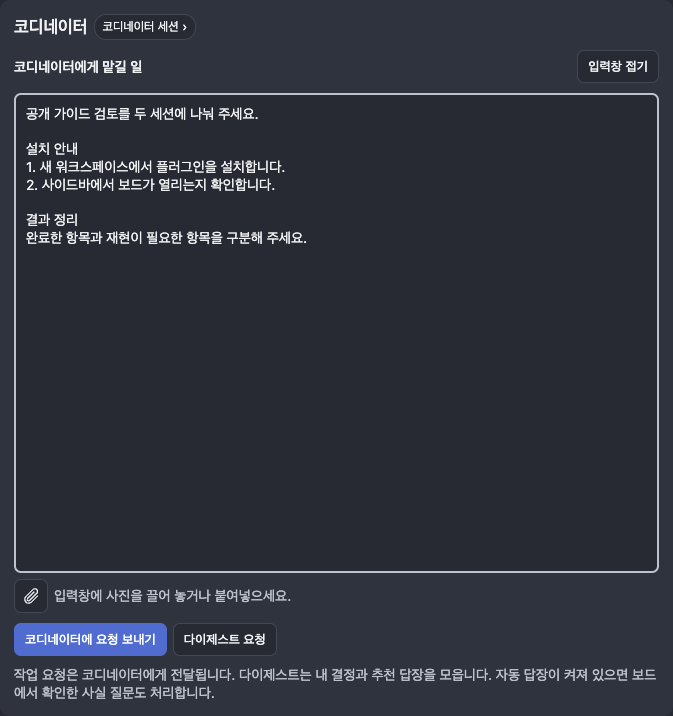 코디네이터 코디네이터 세션 ›
코디네이터에게 맡길 일 입력창 접기
공개 가이드 검토를 두 세션에 나눠 주세요.
설치 안내
1. 새 워크스페이스에서 플러그인을 설치합니다.
2. 사이드바에서 보드가 열리는지 확인합니다.
결과 정리
완료한 항목과 재현이 필요한 항목을 구분해 주세요.
입력창에 사진을 끌어 놓거나 붙여넣으세요.
코디네이터에 요청 보내기 다이제스트 요청
작업 요청은 코디네이터에게 전달됩니다. 다이제스트는 내 결정과 추천 답장을 모읍니다. 자동 답장이 켜져 있으면 보드
에서 확인한 사실 질문도 처리합니다.